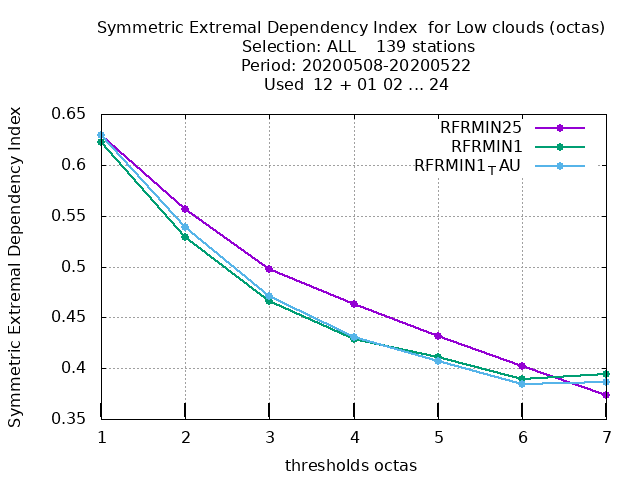 Symmetric Extremal Dependency Index  for Low clouds (octas)
Selection: ALL    139 stations
Period: 20200508-20200522
Used  12 + 01 02 ... 24
Symmetric Extremal Dependency Index
0.65
0.6
0.55
0.5
0.45
0.4
0.35
RFRMIN25
RFRMIN1
RFRMIN1TAU
1 2 3 4 5 6 7
thresholds octas